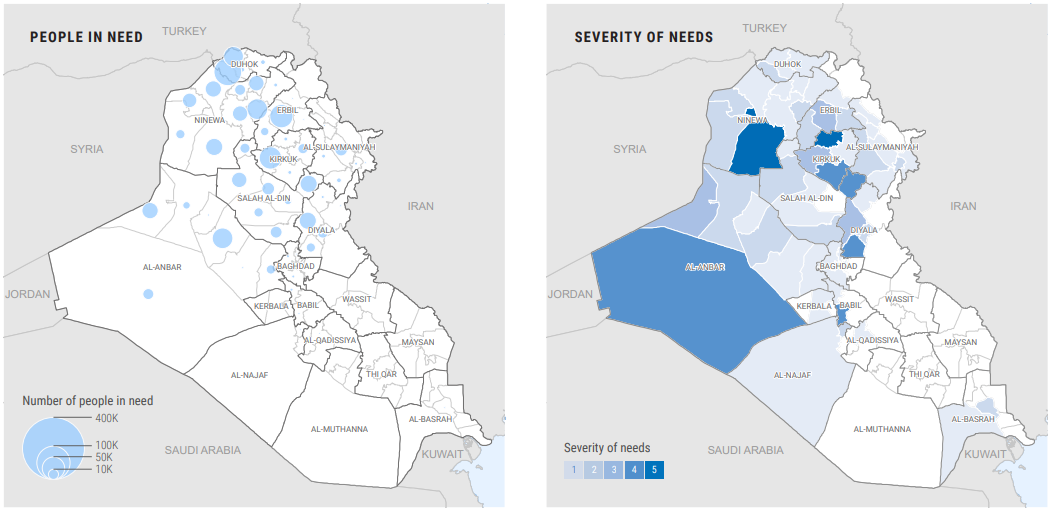 PEOPLE IN NEED
TURKEY
DUHOK
NINEWA
ERBIL
SYRIA
AL-SULAYMANIYAH
KIRKUK
SALAH AL-DIN
IRAN
DIYALA
AL-ANBAR
BAGHDAD
JORDAN
KERBALA
BABIL
WASSIT
AL-QADISSIYA
MAYSAN
AL-NAJAF
THI QAR
Number of people in need
400K
100K
50K
10K
AL-BASRAH
AL-MUTHANNA
SAUDI ARABIA
KUWAIT
SEVERITY OF NEEDS
TURKEY
DUHOK
NINEWA
ERBIL
SYRIA
AL-SULAYMANIYAH
KIRKUK
SALAH AL-DIN
IRAN
DIYALA
AL-ANBAR
BAGHDAD
JORDAN
KERBALA
BABIL
WASSIT
AL-QADISSIYA
MAYSAN
AL-NAJAF
THI QAR
AL-BASRAH
AL-MUTHANNA
Severity of needs
1 2 3 4 5
SAUDI ARABIA
KUWAIT